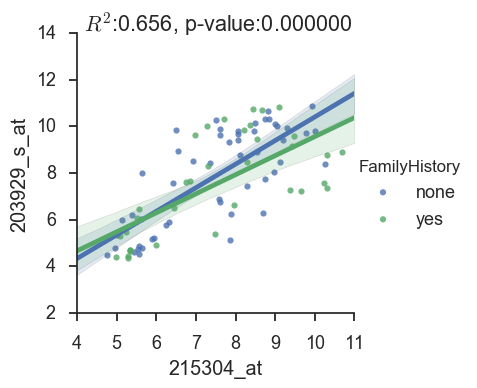 R²:0.656, p-value:0.000000
14
12
10
8
6
4
2
203929_s_at
4 5 6 7 8 9 10 11
215304_at
FamilyHistory
none
yes